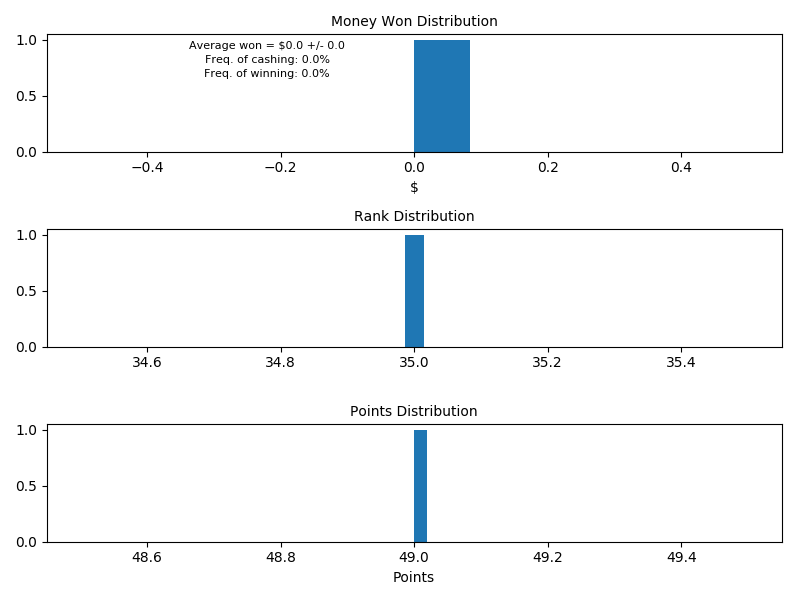 Money Won Distribution
1.0
Average won = $0.0 +/- 0.0
Freq. of cashing: 0.0%
Freq. of winning: 0.0%
0.5
0.0
−0.4 −0.2 0.0 0.2 0.4
$
Rank Distribution
1.0
0.5
0.0
34.6 34.8 35.0 35.2 35.4
Points Distribution
1.0
0.5
0.0
48.6 48.8 49.0 49.2 49.4
Points